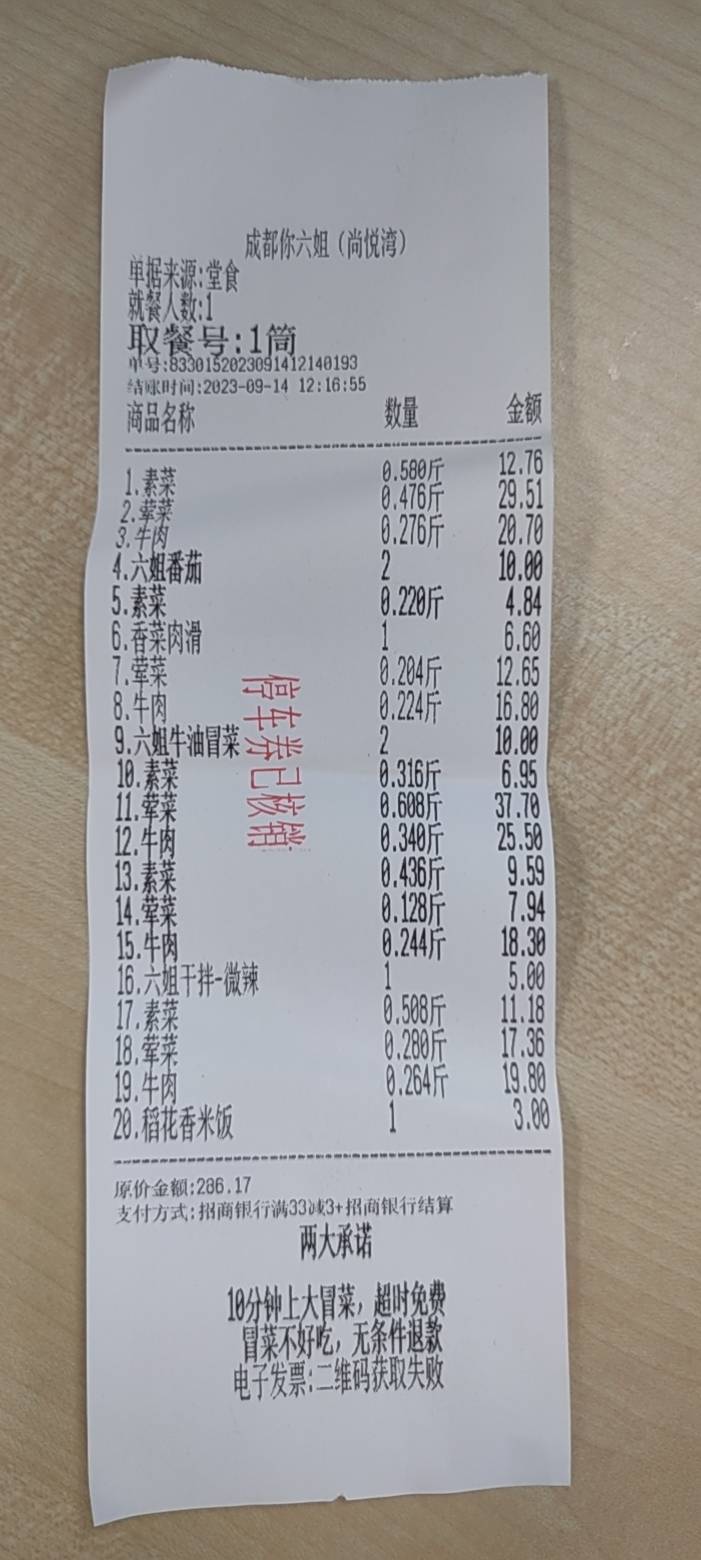 成都你六姐（尚悦湾）
单据来源:堂食
就餐人数:1
取餐号:1筒
单号:8330152023091412140193
结账时间:2023-09-14 12:16:55
商品名称 数量 金额
1.素菜 0.580斤 12.76
2.荤菜 0.476斤 29.51
3.牛肉 0.276斤 20.70
4.六姐番茄 2 10.00
5.素菜 0.220斤 4.84
6.香菜肉滑 1 6.60
7.荤菜 0.204斤 12.65
8.牛肉 0.224斤 16.80
9.六姐牛油冒菜 2 10.00
10.素菜 0.316斤 6.95
11.荤菜 0.608斤 37.70
12.牛肉 0.340斤 25.50
13.素菜 0.436斤 9.59
14.荤菜 0.128斤 7.94
15.牛肉 0.244斤 18.30
16.六姐干拌-微辣 1 5.00
17.素菜 0.508斤 11.18
18.荤菜 0.280斤 17.36
19.牛肉 0.264斤 19.80
20.稻花香米饭 1 3.00
停车券已核销
原价金额:286.17
支付方式:招商银行满33减3+招商银行结算
两大承诺
10分钟上大冒菜，超时免费
冒菜不好吃，无条件退款
电子发票:二维码获取失败